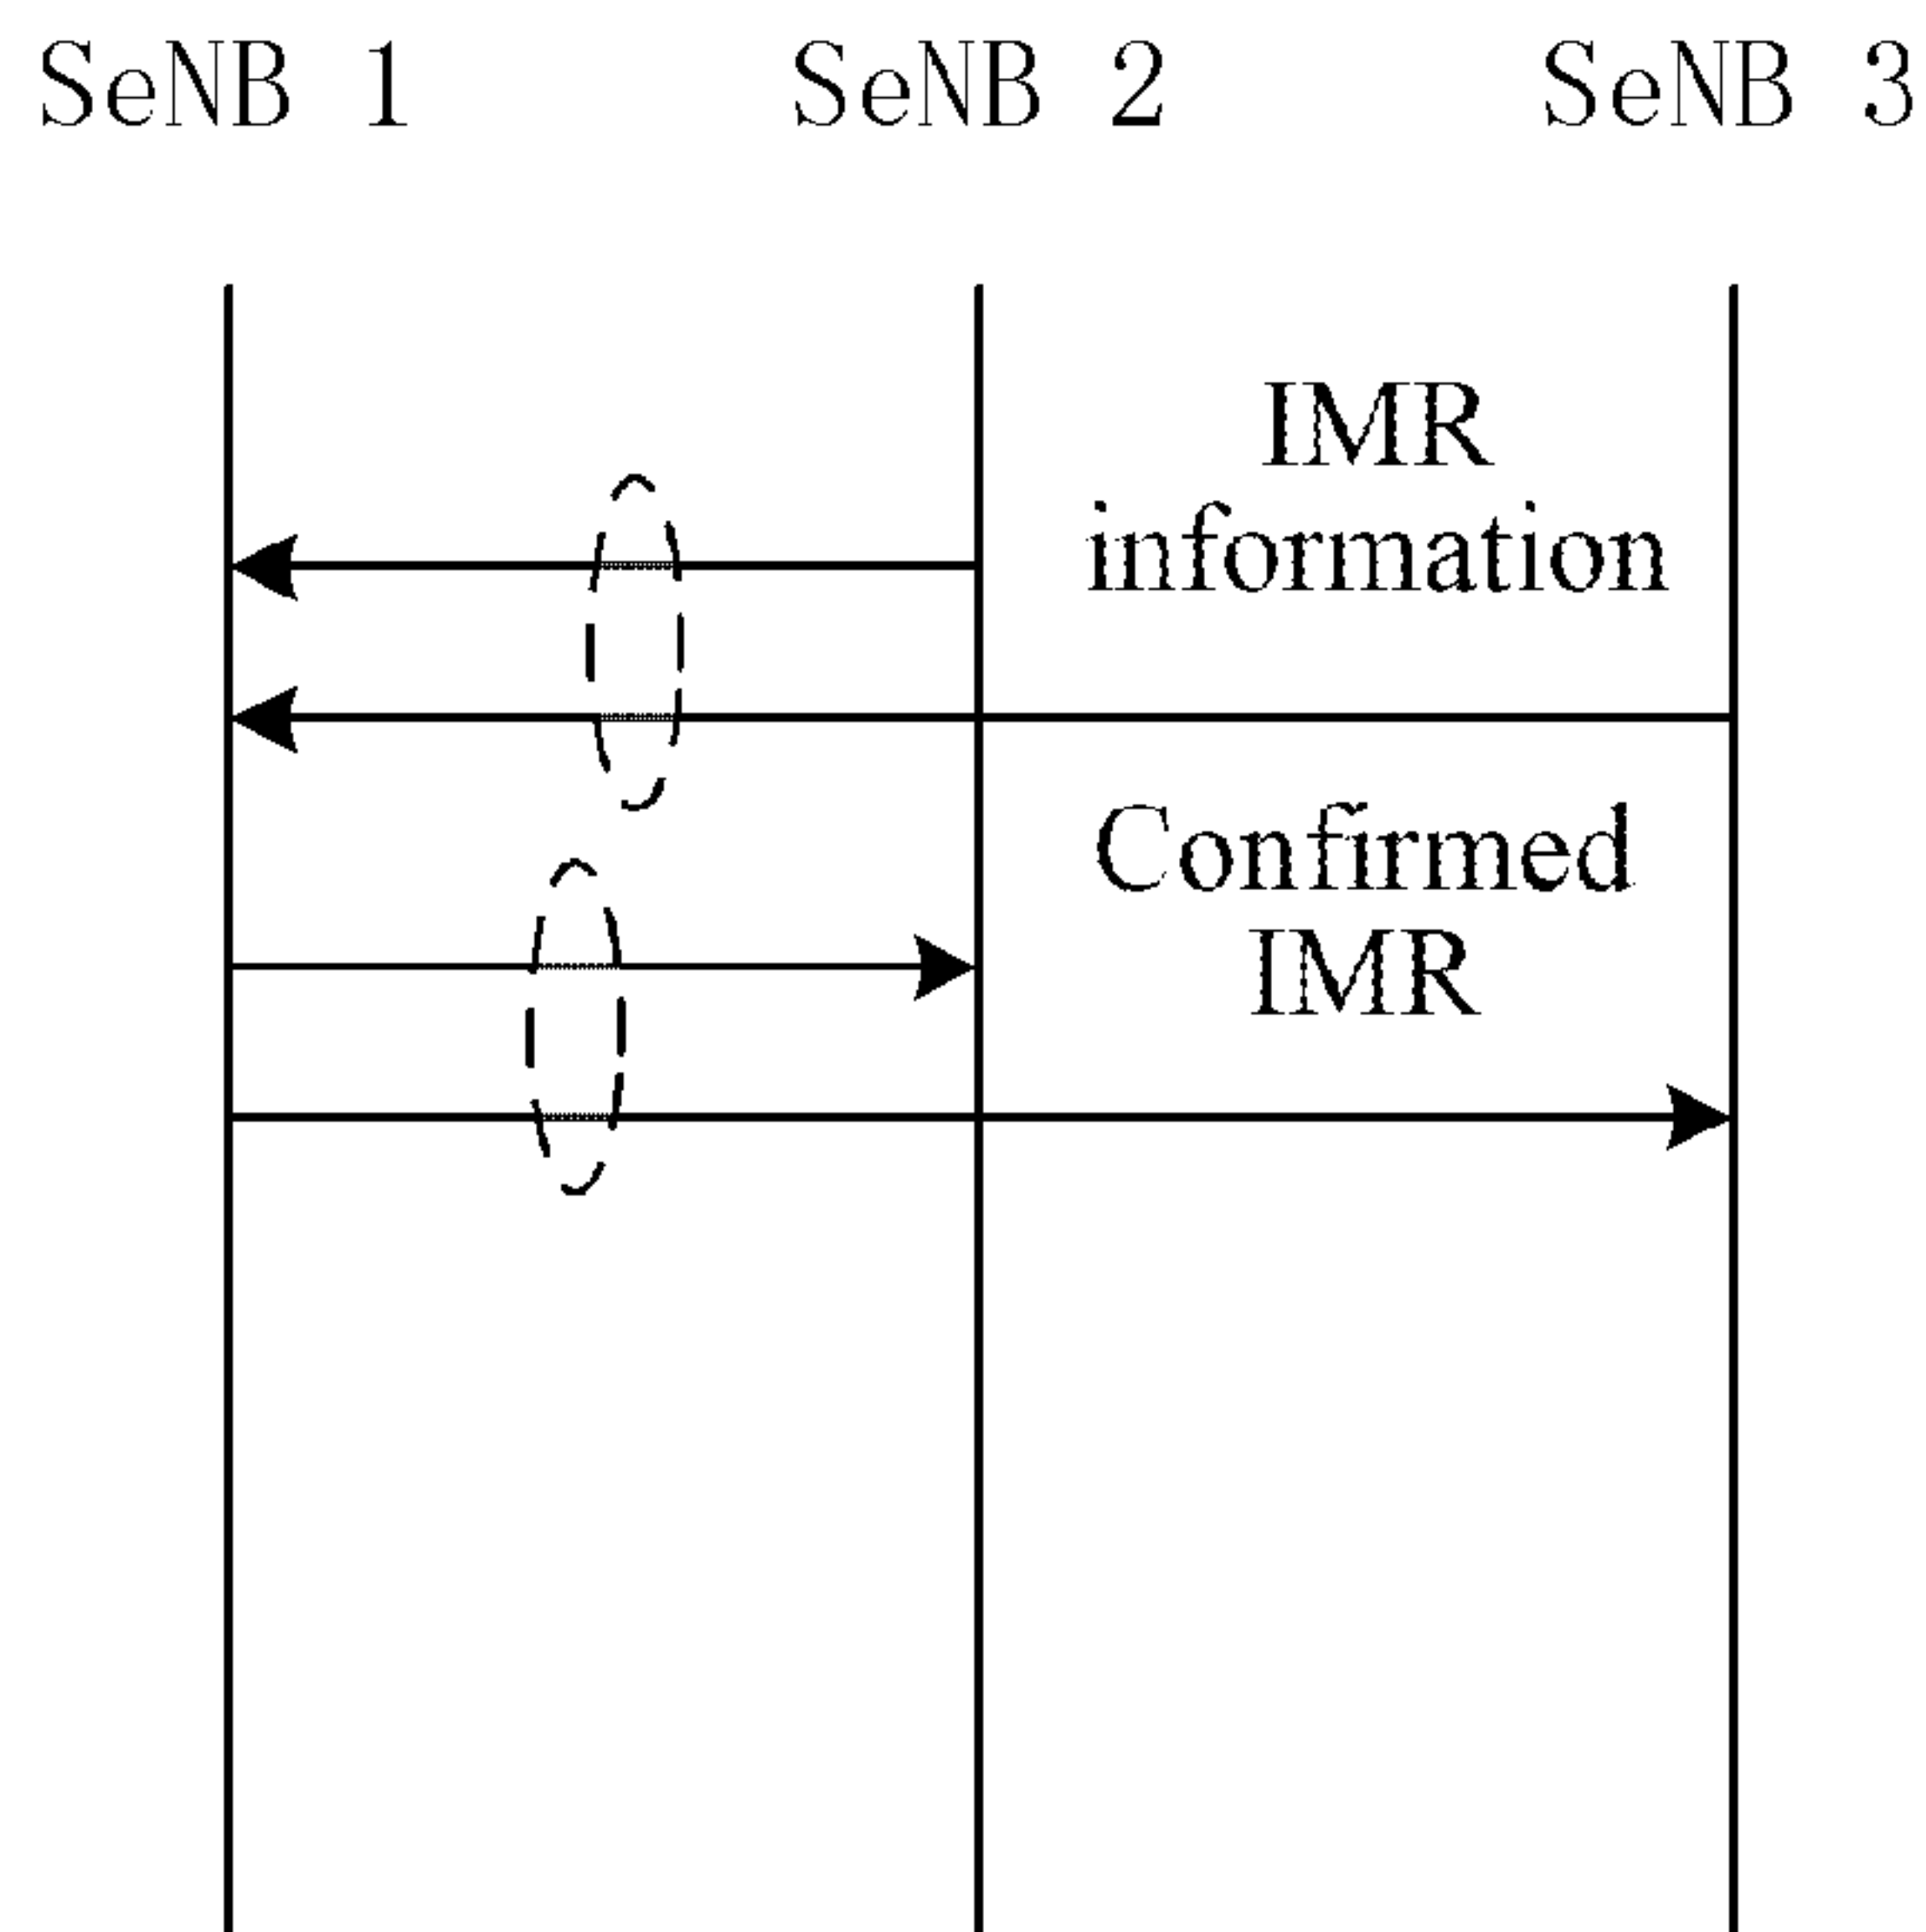 SeNB 1 SeNB 2 SeNB 3
IMR
information
Confirmed
IMR